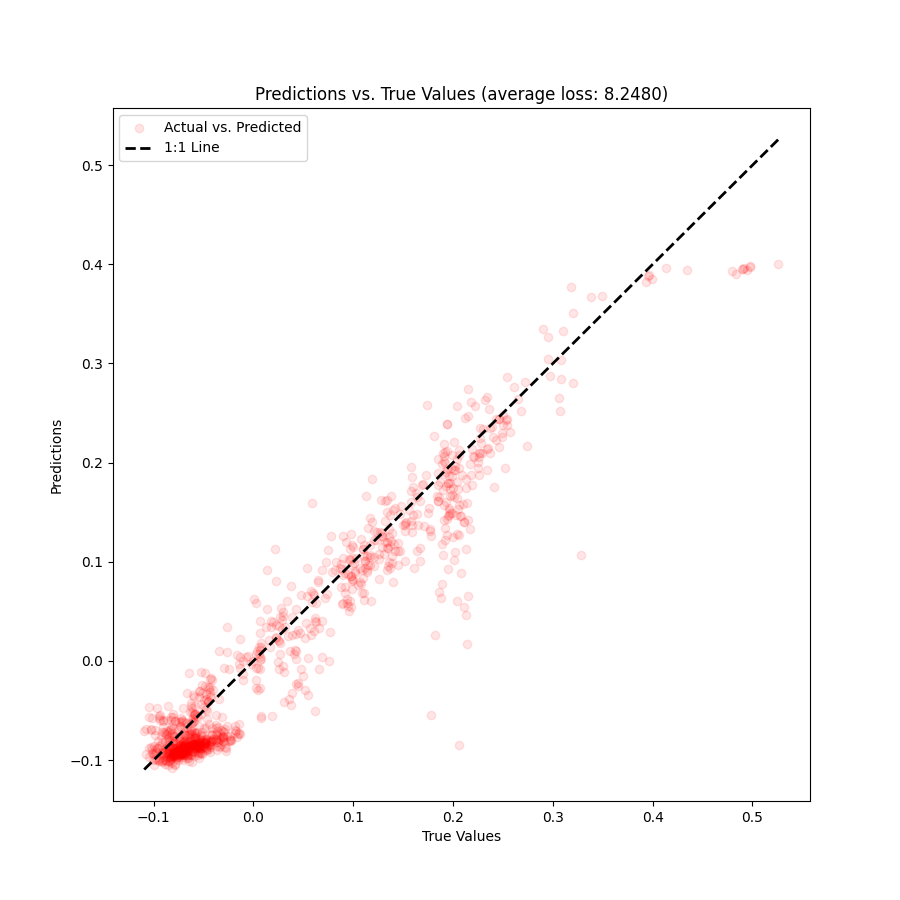 Predictions vs. True Values (average loss: 8.2480)
Actual vs. Predicted
1:1 Line
0.5
0.4
0.3
0.2
0.1
0.0
−0.1
Predictions
−0.1 0.0 0.1 0.2 0.3 0.4 0.5
True Values